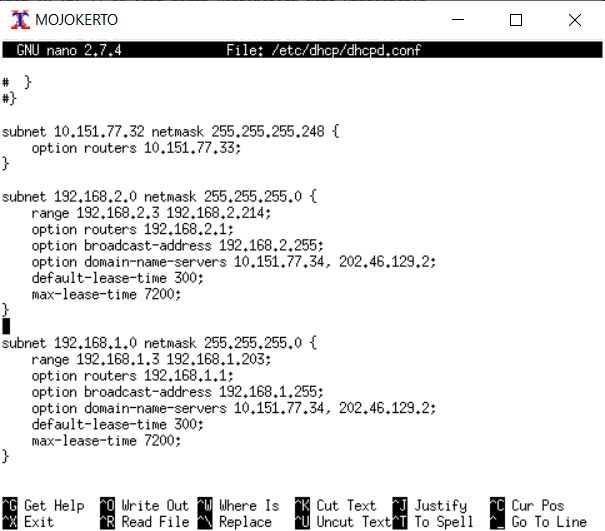 MOJOKERTO
GNU nano 2.7.4 File: /etc/dhcp/dhcpd.conf
#  }
#}
subnet 10.151.77.32 netmask 255.255.255.248 {
    option routers 10.151.77.33;
}
subnet 192.168.2.0 netmask 255.255.255.0 {
    range 192.168.2.3 192.168.2.214;
    option routers 192.168.2.1;
    option broadcast-address 192.168.2.255;
    option domain-name-servers 10.151.77.34, 202.46.129.2;
    default-lease-time 300;
    max-lease-time 7200;
}
subnet 192.168.1.0 netmask 255.255.255.0 {
    range 192.168.1.3 192.168.1.203;
    option routers 192.168.1.1;
    option broadcast-address 192.168.1.255;
    option domain-name-servers 10.151.77.34, 202.46.129.2;
    default-lease-time 300;
    max-lease-time 7200;
}
^G Get Help ^O Write Out ^W Where Is ^K Cut Text ^J Justify ^C Cur Pos
^X Exit ^R Read File ^\ Replace ^U Uncut Text ^T To Spell ^_ Go To Line